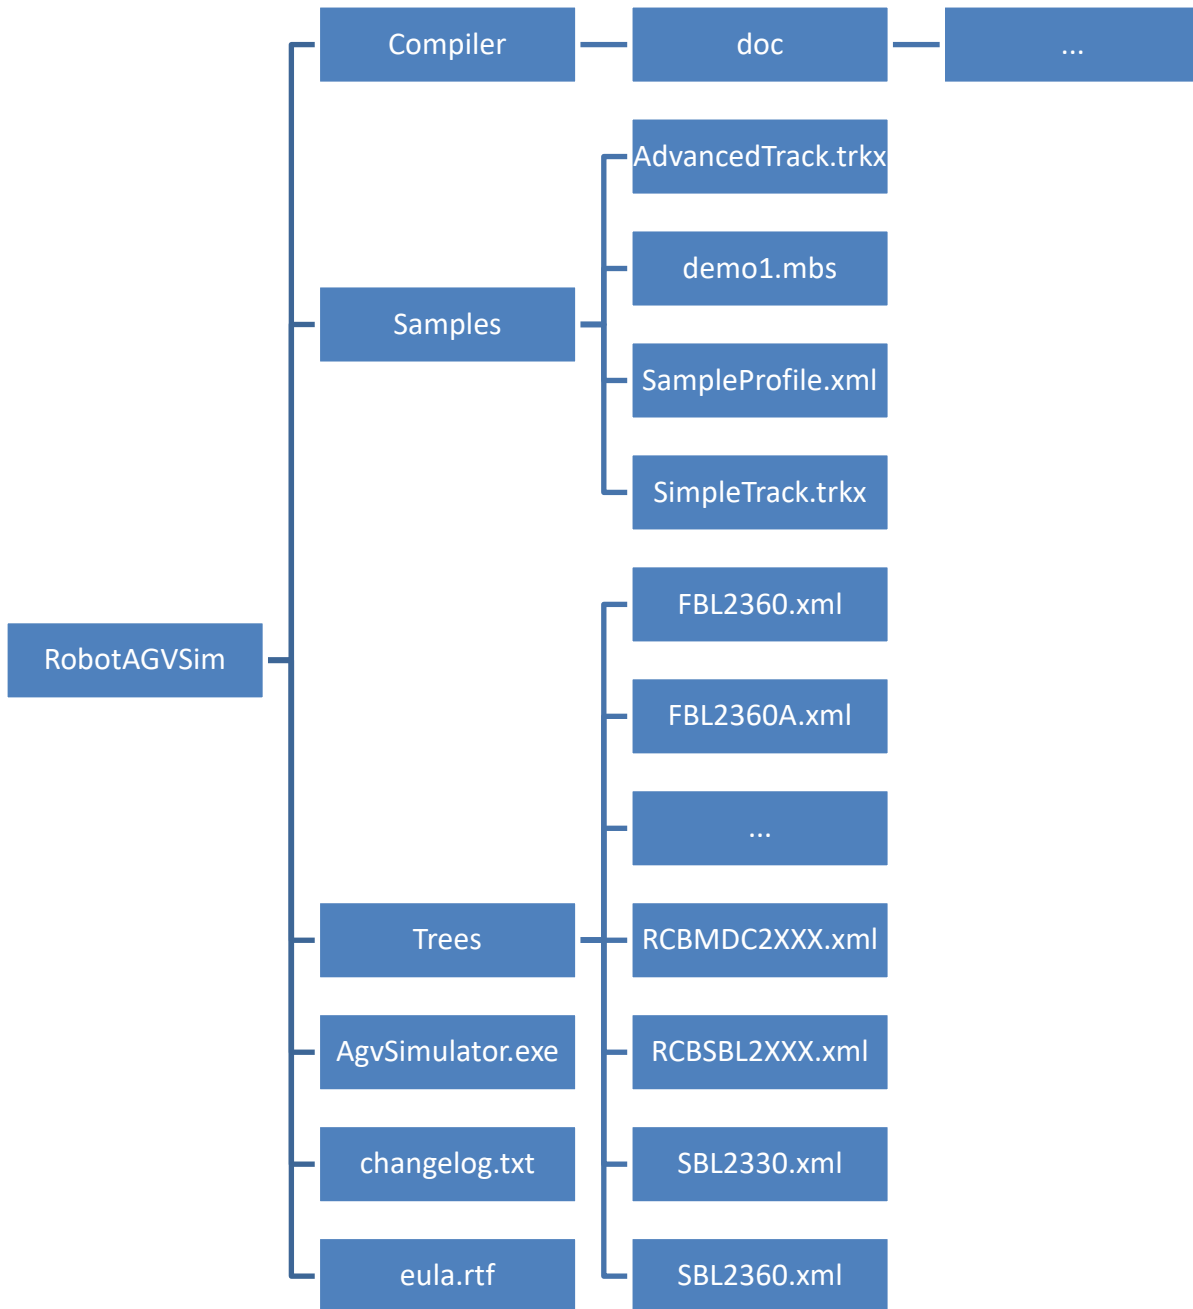 Compiler
doc
...
AdvancedTrack.trkx
demo1.mbs
Samples
SampleProfile.xml
SimpleTrack.trkx
FBL2360.xml
RobotAGVSim
FBL2360A.xml
...
Trees
RCBMDC2XXX.xml
AgvSimulator.exe
RCBSBL2XXX.xml
changelog.txt
SBL2330.xml
eula.rtf
SBL2360.xml